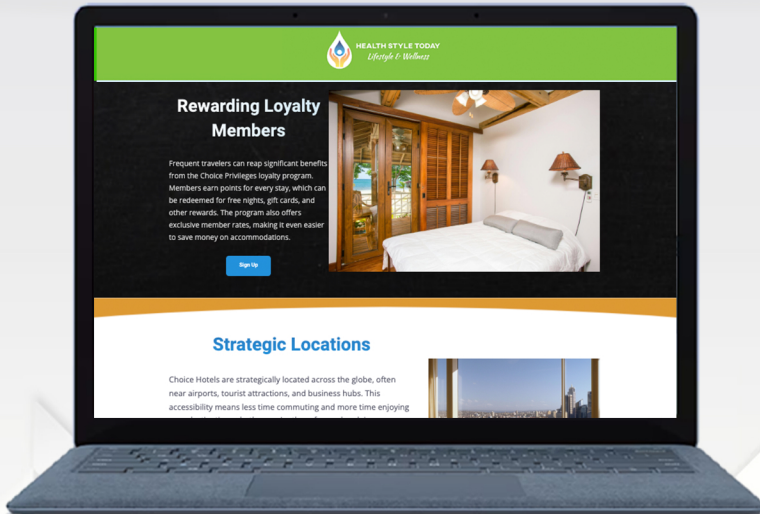 HEALTH STYLE TODAY
Lifestyle & Wellness
Rewarding Loyalty
Members
Frequent travelers can reap significant benefits
from the Choice Privileges loyalty program.
Members earn points for every stay, which can
be redeemed for free nights, gift cards, and
other rewards. The program also offers
exclusive member rates, making it even easier
to save money on accommodations.
Sign Up
Strategic Locations
Choice Hotels are strategically located across the globe, often
near airports, tourist attractions, and business hubs. This
accessibility means less time commuting and more time enjoying